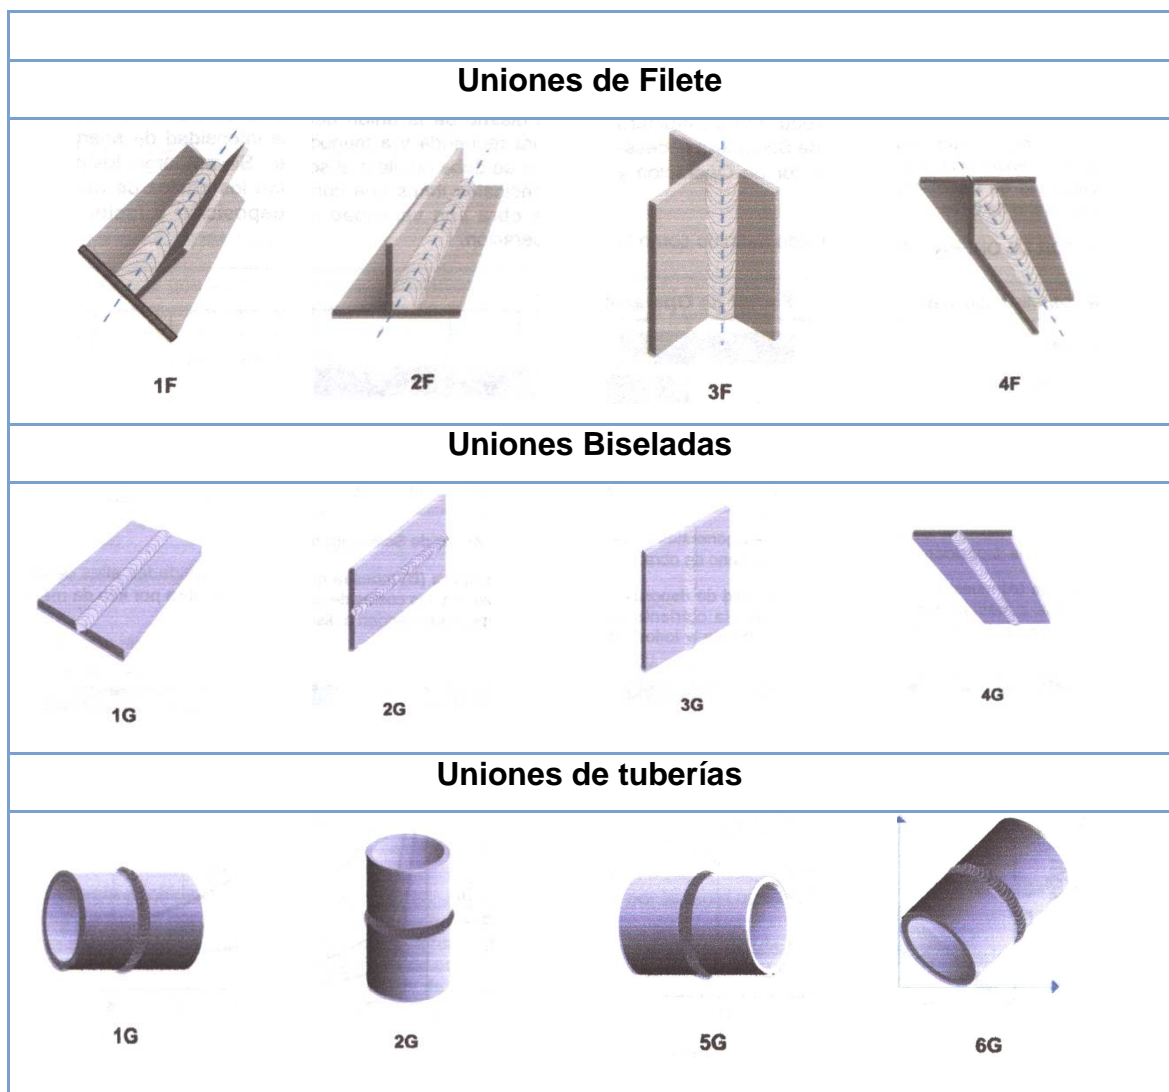 Uniones de Filete
1F
2F
3F
4F
Uniones Biseladas
1G
2G
3G
4G
Uniones de tuberías
1G
2G
5G
6G